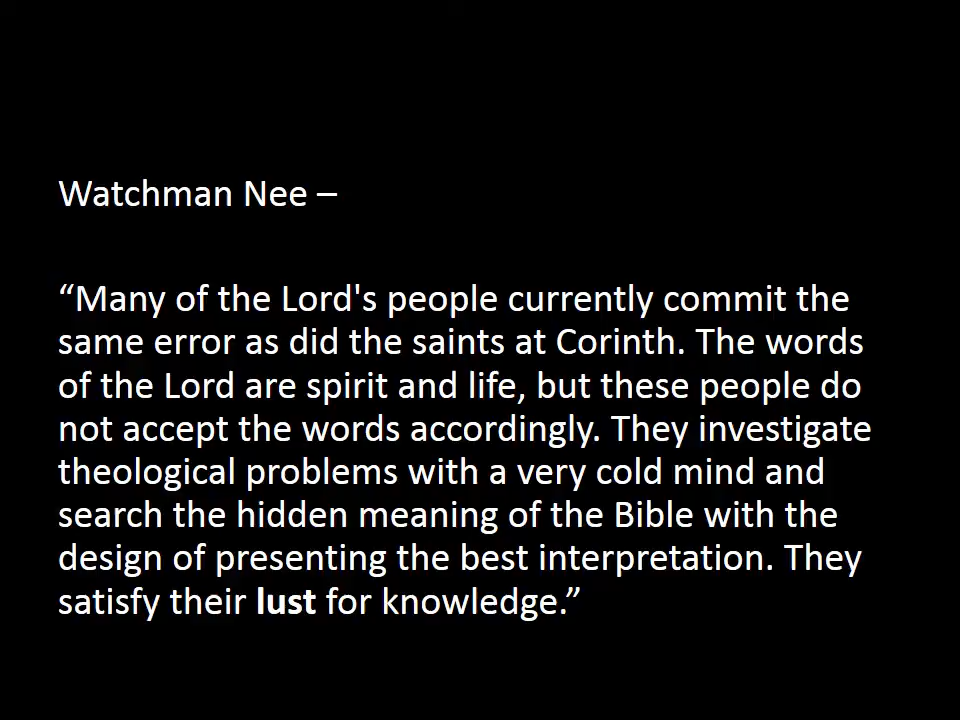 Watchman Nee –
“Many of the Lord's people currently commit the
same error as did the saints at Corinth. The words
of the Lord are spirit and life, but these people do
not accept the words accordingly. They investigate
theological problems with a very cold mind and
search the hidden meaning of the Bible with the
design of presenting the best interpretation. They
satisfy their lust for knowledge.”